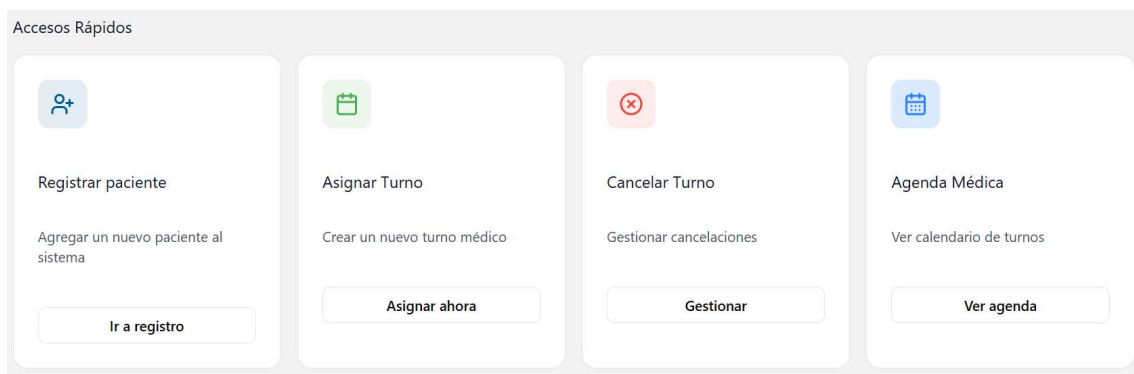 Accesos Rápidos
Registrar paciente
Agregar un nuevo paciente al
sistema
Ir a registro
Asignar Turno
Crear un nuevo turno médico
Asignar ahora
Cancelar Turno
Gestionar cancelaciones
Gestionar
Agenda Médica
Ver calendario de turnos
Ver agenda